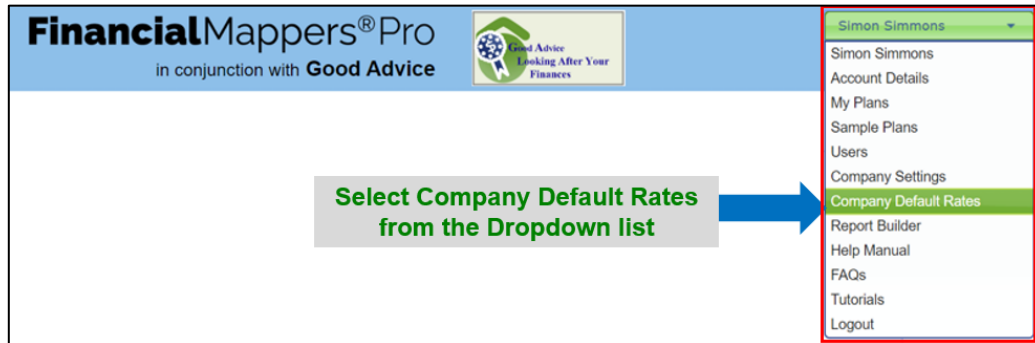 FinancialMappers®Pro
in conjunction with Good Advice
Good Advice
Looking After Your
Finances
Simon Simmons
Simon Simmons
Account Details
My Plans
Sample Plans
Users
Company Settings
Company Default Rates
Report Builder
Help Manual
FAQs
Tutorials
Logout
Select Company Default Rates
from the Dropdown list